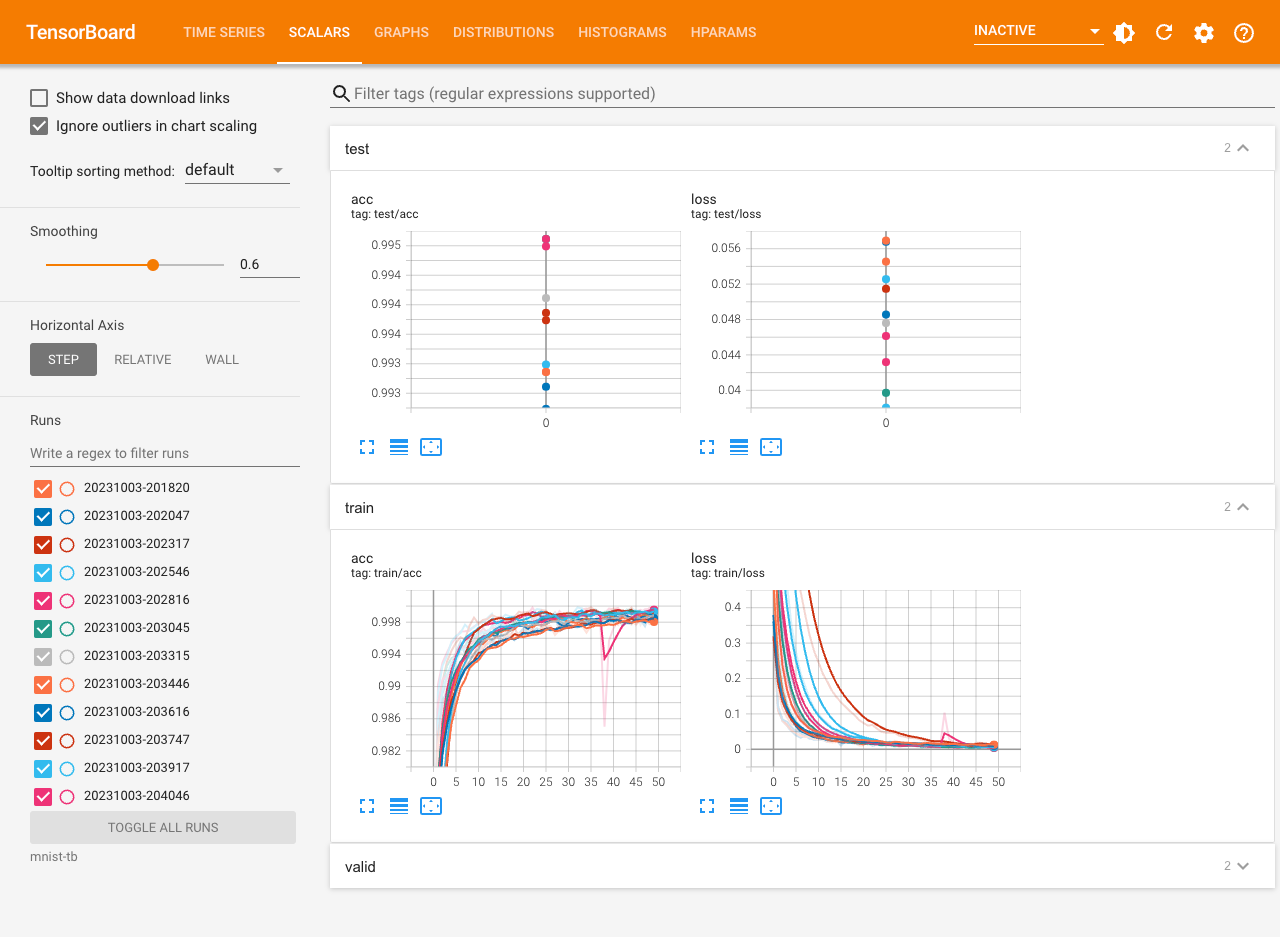 TensorBoard
TIME SERIES SCALARS GRAPHS DISTRIBUTIONS HISTOGRAMS HPARAMS INACTIVE
Show data download links
Ignore outliers in chart scaling
Tooltip sorting method: default
Smoothing
0.6
Horizontal Axis
STEP RELATIVE WALL
Runs
Write a regex to filter runs
20231003-201820
20231003-202047
20231003-202317
20231003-202546
20231003-202816
20231003-203045
20231003-203315
20231003-203446
20231003-203616
20231003-203747
20231003-203917
20231003-204046
TOGGLE ALL RUNS
mnist-tb
Filter tags (regular expressions supported)
test 2
acc
tag: test/acc
0.995
0.994
0.994
0.994
0.993
0.993
0
loss
tag: test/loss
0.056
0.052
0.048
0.044
0.04
0
train 2
acc
tag: train/acc
0.998
0.994
0.99
0.986
0.982
0 5 10 15 20 25 30 35 40 45 50
loss
tag: train/loss
0.4
0.3
0.2
0.1
0
0 5 10 15 20 25 30 35 40 45 50
valid 2